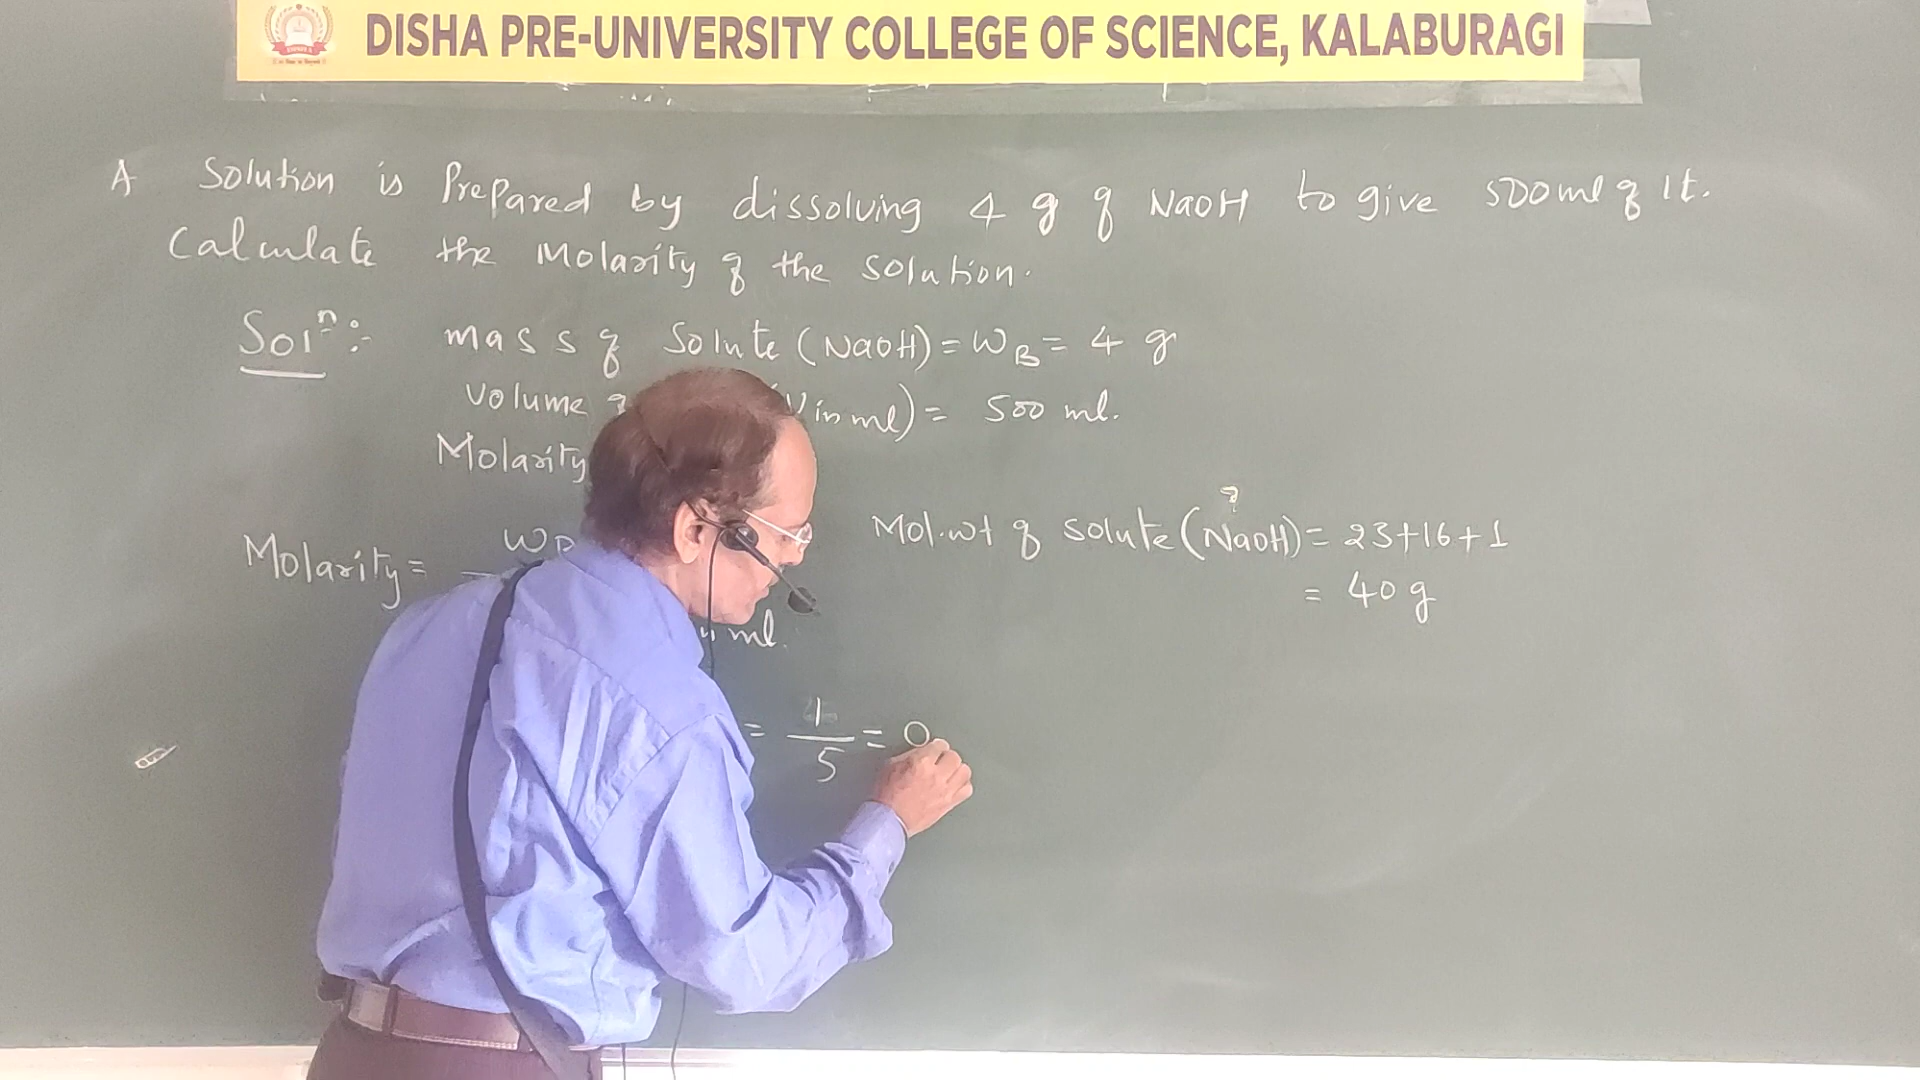 DISHA PRE-UNIVERSITY COLLEGE OF SCIENCE, KALABURAGI
A Solution is Prepared by dissolving 4 g of NaOH to give 500ml of it.
Calculate the Molarity of the solution.
Solⁿ:- mass of Solute (NaOH) = W_B = 4 g
Volume in ml) = 500 ml.
Molarity
Mol.wt of solute (NaOH) = 23+16+1
= 40 g
Molarity =
ml.
= 1/5 = 0